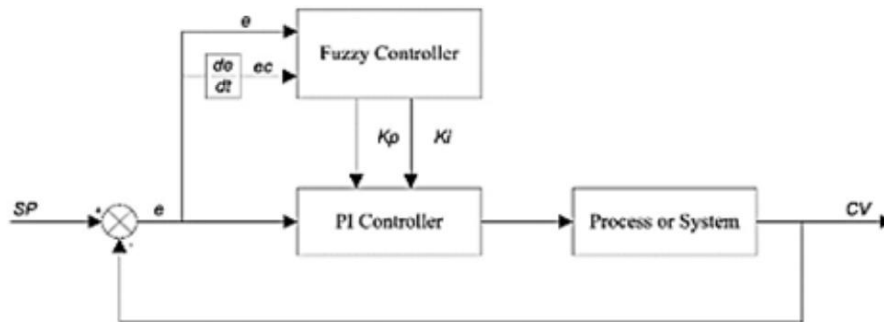 e
Fuzzy Controller
de
dt
ec
Kp
Ki
SP
+
e
PI Controller
Process or System
CV
-